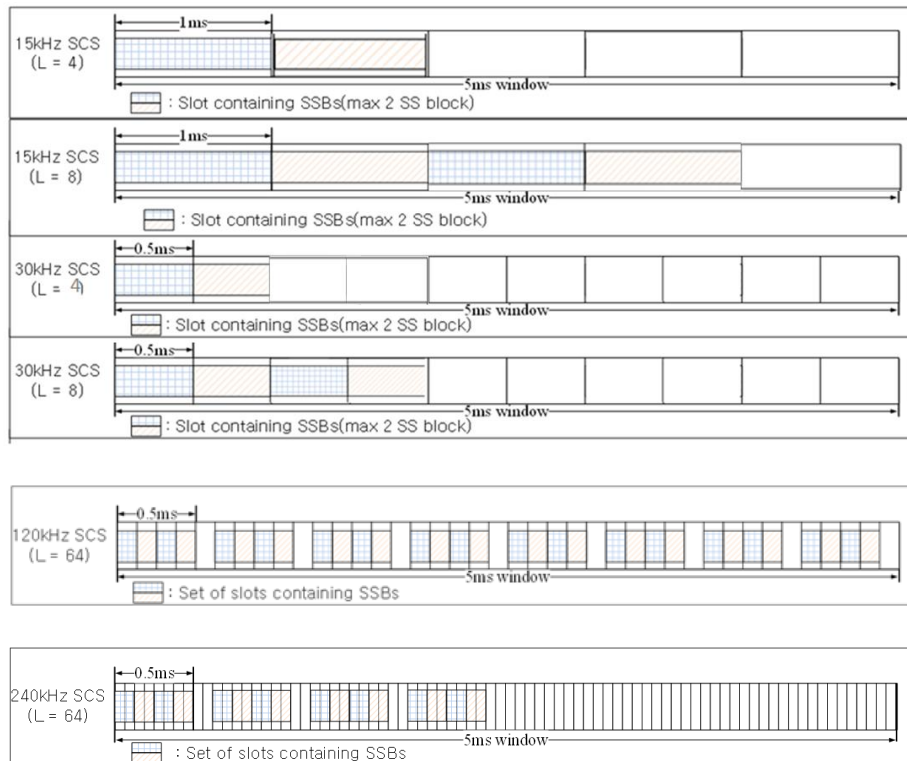 1ms
15kHz SCS
(L = 4)
5ms window
: Slot containing SSBs(max 2 SS block)
1ms
15kHz SCS
(L = 8)
5ms window
: Slot containing SSBs(max 2 SS block)
0.5ms
30kHz SCS
(L = 4)
5ms window
: Slot containing SSBs(max 2 SS block)
0.5ms
30kHz SCS
(L = 8)
5ms window
: Slot containing SSBs(max 2 SS block)
0.5ms
120kHz SCS
(L = 64)
5ms window
: Set of slots containing SSBs
0.5ms
240kHz SCS
(L = 64)
5ms window
: Set of slots containing SSBs